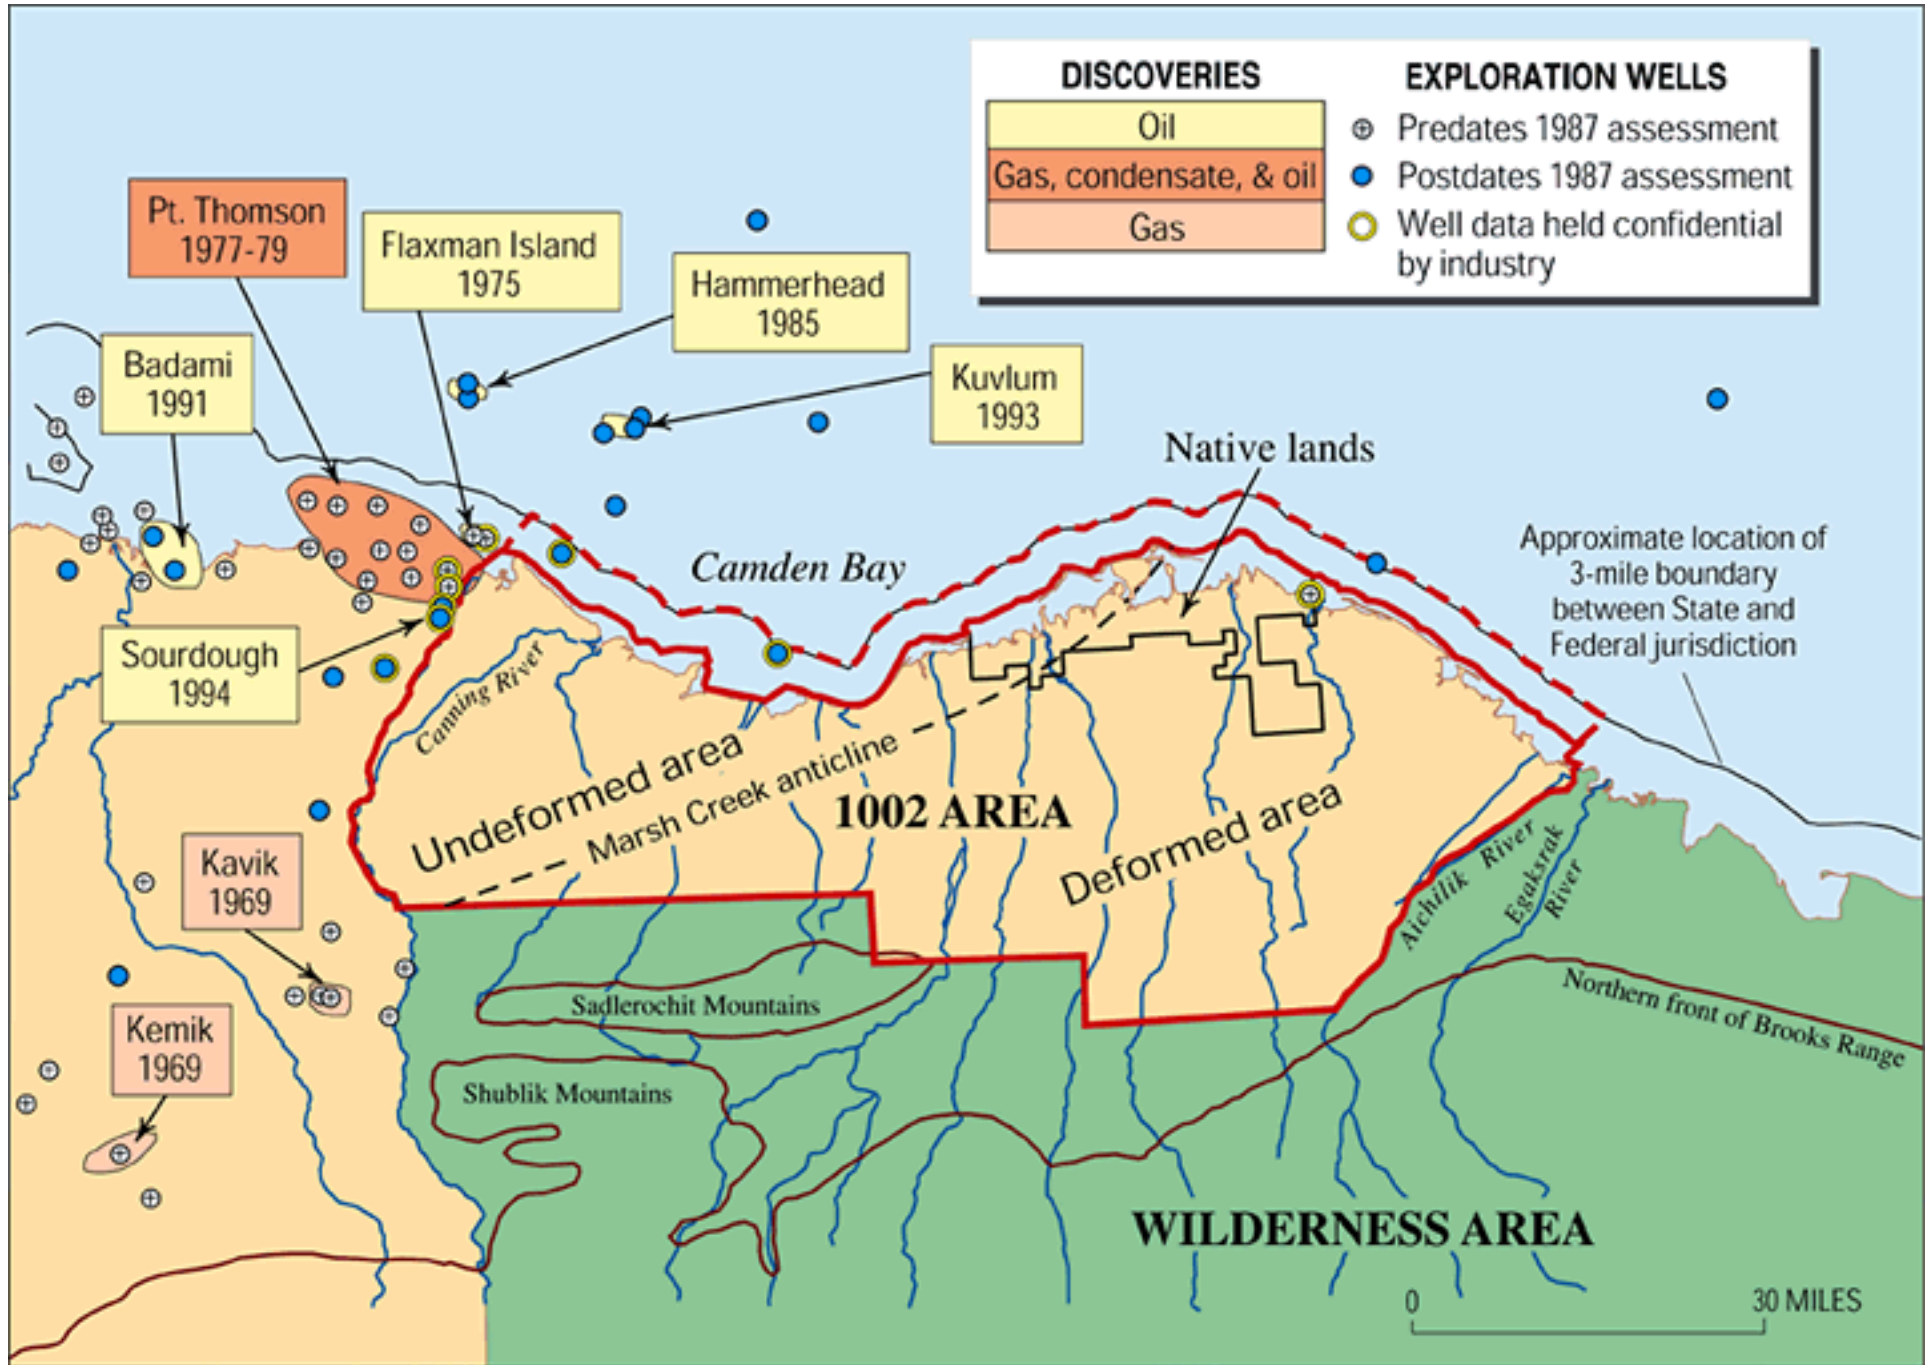 DISCOVERIES
Oil
Gas, condensate, & oil
Gas
EXPLORATION WELLS
Predates 1987 assessment
Postdates 1987 assessment
Well data held confidential
by industry
Pt. Thomson
1977-79
Flaxman Island
1975
Hammerhead
1985
Badami
1991
Kuvlum
1993
Native lands
Camden Bay
Approximate location of
3-mile boundary
between State and
Federal jurisdiction
Sourdough
1994
Canning River
Undeformed area
Marsh Creek anticline
1002 AREA
Deformed area
Aichilik River
Egaksrak
River
Kavik
1969
Sadlerochit Mountains
Northern front of Brooks Range
Kemik
1969
Shublik Mountains
WILDERNESS AREA
0
30 MILES